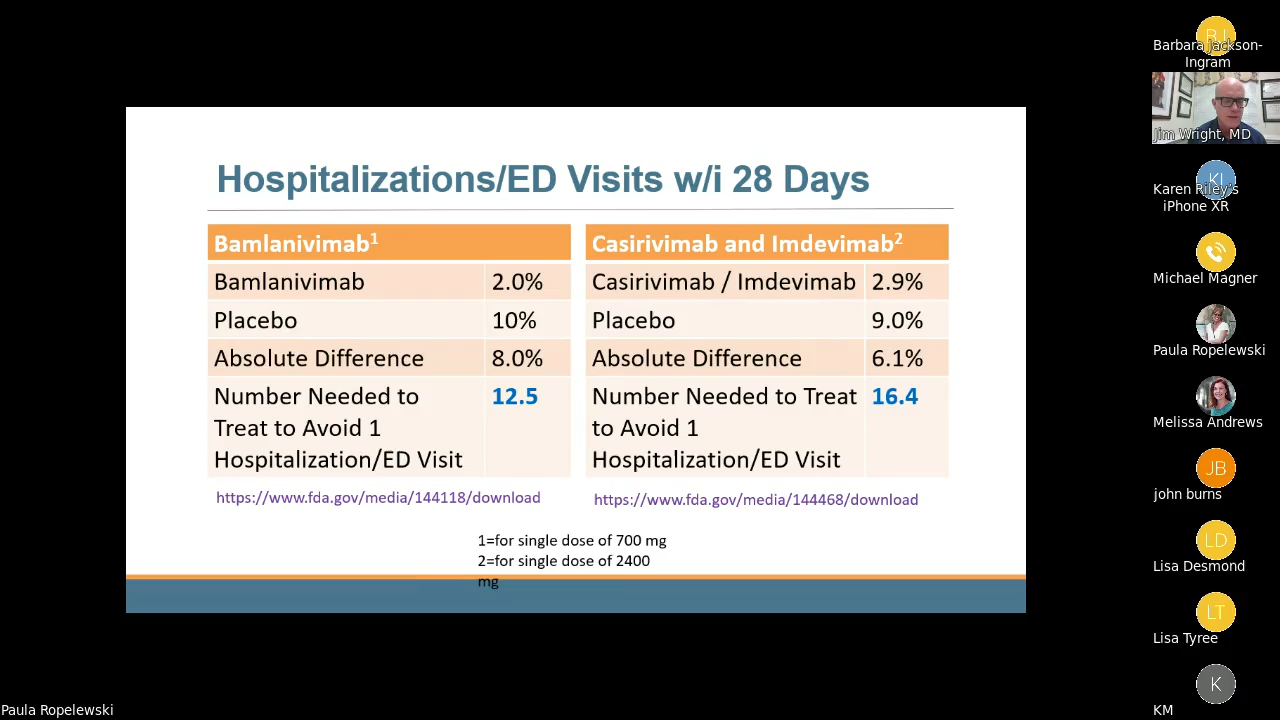 Hospitalizations/ED Visits w/i 28 Days
Bamlanivimab1
Bamlanivimab 2.0%
Placebo 10%
Absolute Difference 8.0%
Number Needed to 12.5
Treat to Avoid 1
Hospitalization/ED Visit
https://www.fda.gov/media/144118/download
Casirivimab and Imdevimab2
Casirivimab / Imdevimab 2.9%
Placebo 9.0%
Absolute Difference 6.1%
Number Needed to Treat 16.4
to Avoid 1
Hospitalization/ED Visit
https://www.fda.gov/media/144468/download
1=for single dose of 700 mg
2=for single dose of 2400
mg
BJ
Barbara Jackson-
Ingram
Jim Wright, MD
KI
Karen Riley's
iPhone XR
Michael Magner
Paula Ropelewski
Melissa Andrews
JB
john burns
LD
Lisa Desmond
LT
Lisa Tyree
K
KM
Paula Ropelewski